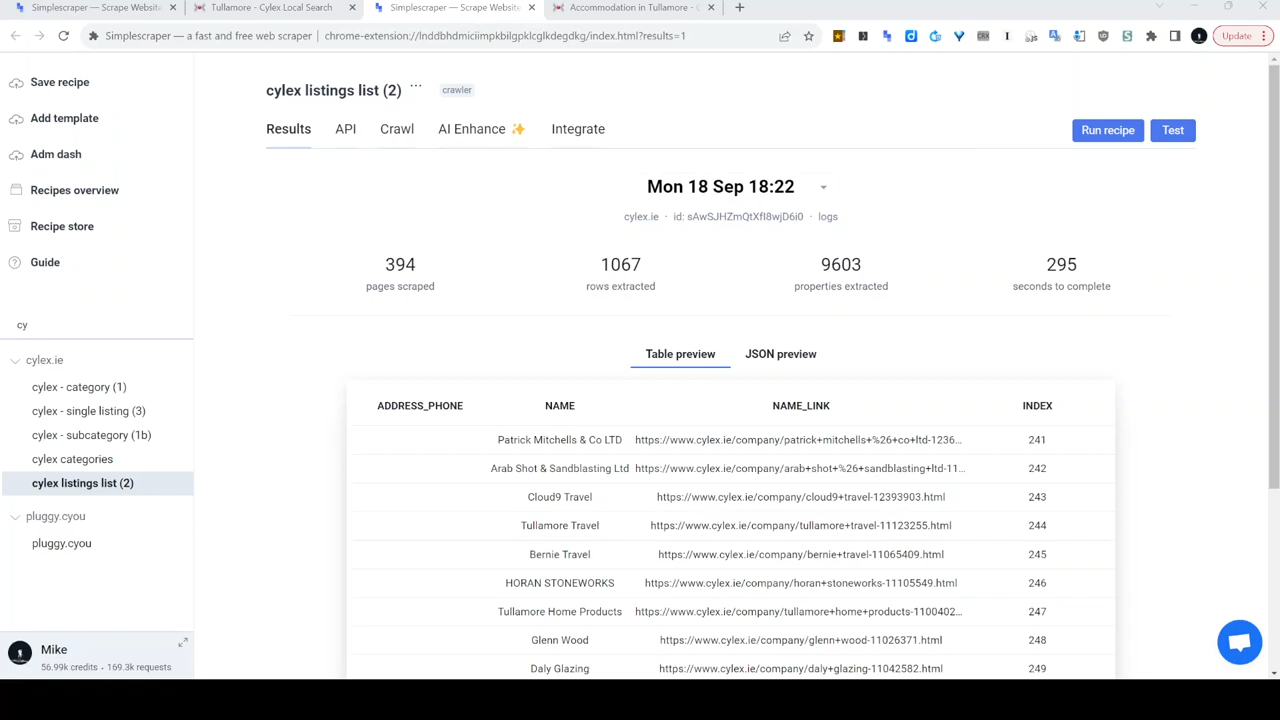 Simplescraper — Scrape Website
Tullamore - Cylex Local Search
Simplescraper — Scrape Website
Accommodation in Tullamore -
Simplescraper — a fast and free web scraper
chrome-extension://lnddbhdmiciimpkbilgpklcglkdegdkg/index.html?results=1
Update
Save recipe
Add template
Adm dash
Recipes overview
Recipe store
Guide
cy
cylex.ie
cylex - category (1)
cylex - single listing (3)
cylex - subcategory (1b)
cylex categories
cylex listings list (2)
pluggy.cyou
pluggy.cyou
Mike
56.99k credits · 169.3k requests
cylex listings list (2) ... crawler
Results API Crawl AI Enhance ✨ Integrate
Run recipe Test
Mon 18 Sep 18:22
cylex.ie · id: sAwSJHZmQtXfI8wjD6i0 · logs
394 1067 9603 295
pages scraped rows extracted properties extracted seconds to complete
Table preview JSON preview
ADDRESS_PHONE NAME NAME_LINK INDEX
Patrick Mitchells & Co LTD https://www.cylex.ie/company/patrick+mitchells+%26+co+ltd-1236... 241
Arab Shot & Sandblasting Ltd https://www.cylex.ie/company/arab+shot+%26+sandblasting+ltd-11... 242
Cloud9 Travel https://www.cylex.ie/company/cloud9+travel-12393903.html 243
Tullamore Travel https://www.cylex.ie/company/tullamore+travel-11123255.html 244
Bernie Travel https://www.cylex.ie/company/bernie+travel-11065409.html 245
HORAN STONEWORKS https://www.cylex.ie/company/horan+stoneworks-11105549.html 246
Tullamore Home Products https://www.cylex.ie/company/tullamore+home+products-1100402... 247
Glenn Wood https://www.cylex.ie/company/glenn+wood-11026371.html 248
Daly Glazing https://www.cylex.ie/company/daly+glazing-11042582.html 249